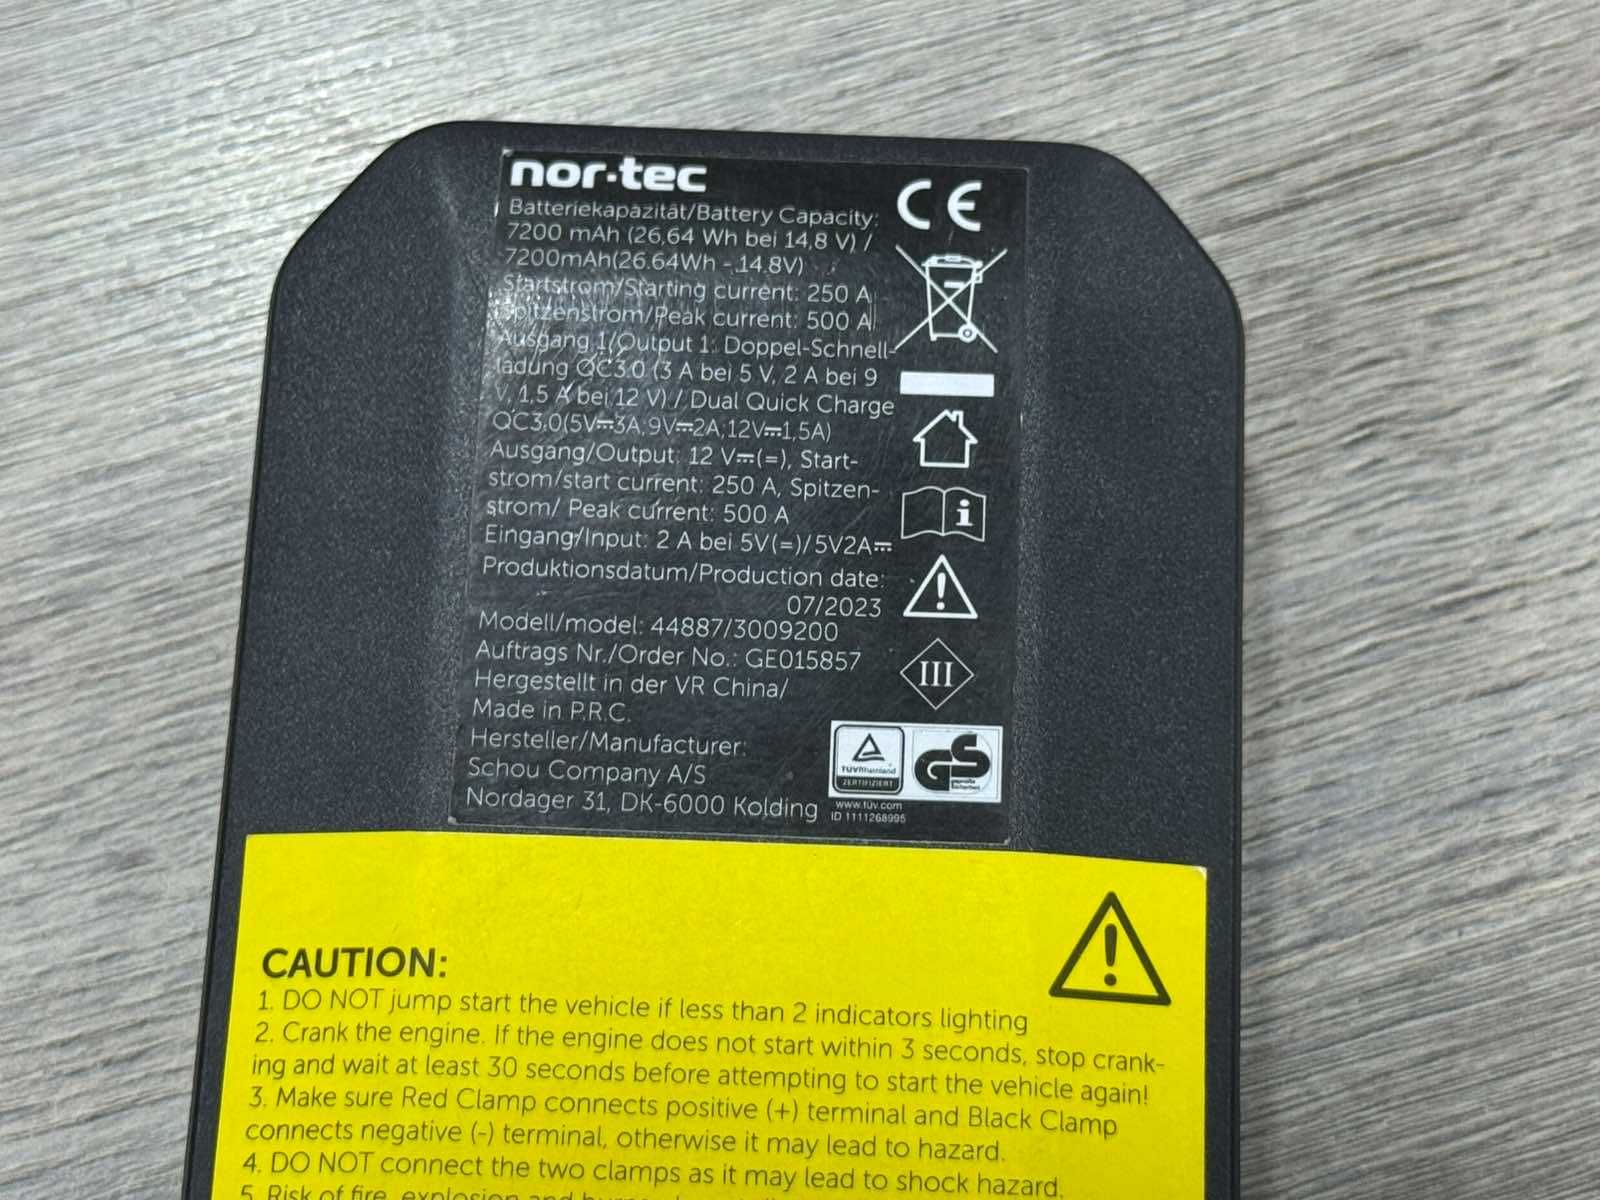 nor·tec
CE
Batteriekapazität/Battery Capacity:
7200 mAh (26,64 Wh bei 14,8 V) /
7200mAh(26.64Wh - 14.8V)
Startstrom/Starting current: 250 A
Spitzenstrom/Peak current: 500 A
Ausgang 1/Output 1: Doppel-Schnell-
ladung QC3.0 (3 A bei 5 V, 2 A bei 9
V, 1,5 A bei 12 V) / Dual Quick Charge
QC3.0(5V⎓3A,9V⎓2A,12V⎓1,5A)
Ausgang/Output: 12 V⎓(=), Start-
strom/start current: 250 A, Spitzen-
strom/ Peak current: 500 A
Eingang/Input: 2 A bei 5V(=)/5V2A⎓
Produktionsdatum/Production date:
07/2023
Modell/model: 44887/3009200
Auftrags Nr./Order No.: GE015857
Hergestellt in der VR China/
Made in P.R.C.
Hersteller/Manufacturer:
Schou Company A/S
Nordager 31, DK-6000 Kolding
III
TÜVRheinland
ZERTIFIZIERT
GS
geprüfte
Sicherheit
www.tuv.com
ID 1111268995
CAUTION:
1. DO NOT jump start the vehicle if less than 2 indicators lighting
2. Crank the engine. If the engine does not start within 3 seconds, stop crank-
ing and wait at least 30 seconds before attempting to start the vehicle again!
3. Make sure Red Clamp connects positive (+) terminal and Black Clamp
connects negative (-) terminal, otherwise it may lead to hazard.
4. DO NOT connect the two clamps as it may lead to shock hazard.
5. Risk of fire, explosion and